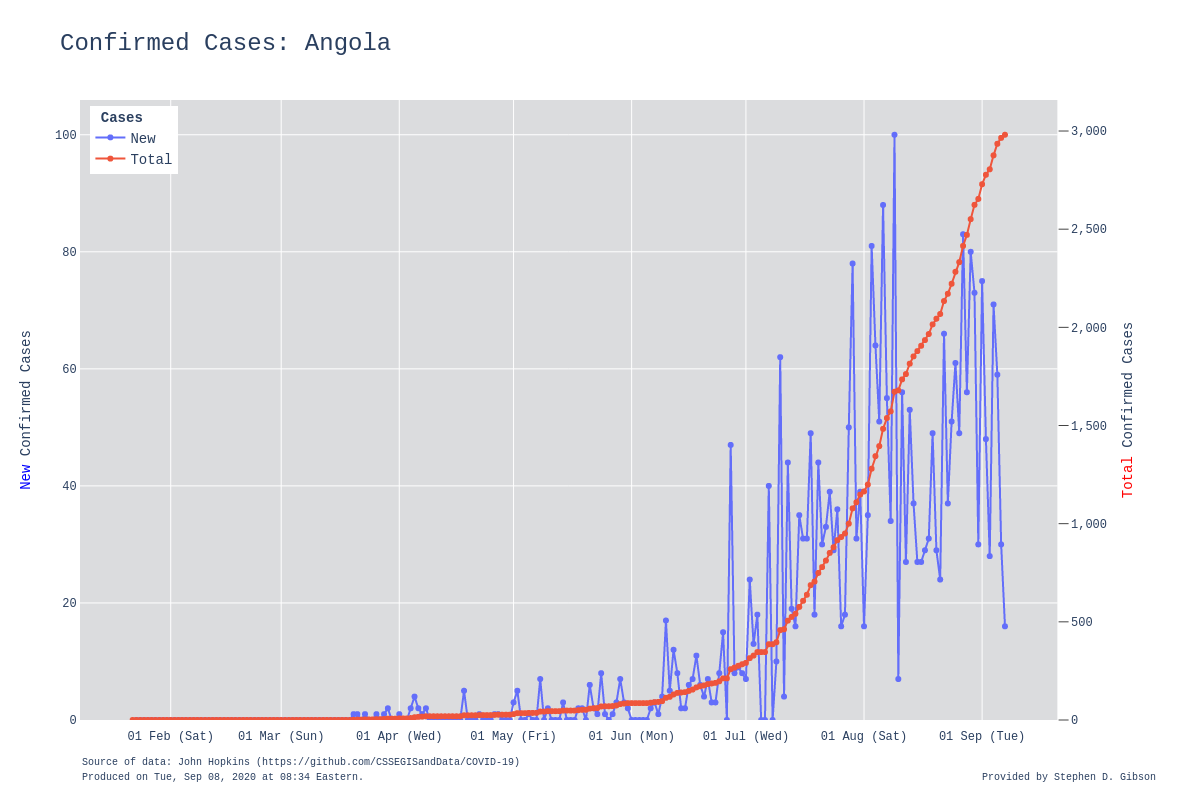 Confirmed Cases: Angola
Cases
New
Total
100
80
60
40
20
0
3,000
2,500
2,000
1,500
1,000
500
0
New Confirmed Cases
Total Confirmed Cases
01 Feb (Sat)
01 Mar (Sun)
01 Apr (Wed)
01 May (Fri)
01 Jun (Mon)
01 Jul (Wed)
01 Aug (Sat)
01 Sep (Tue)
Source of data: John Hopkins (https://github.com/CSSEGISandData/COVID-19)
Produced on Tue, Sep 08, 2020 at 08:34 Eastern.
Provided by Stephen D. Gibson